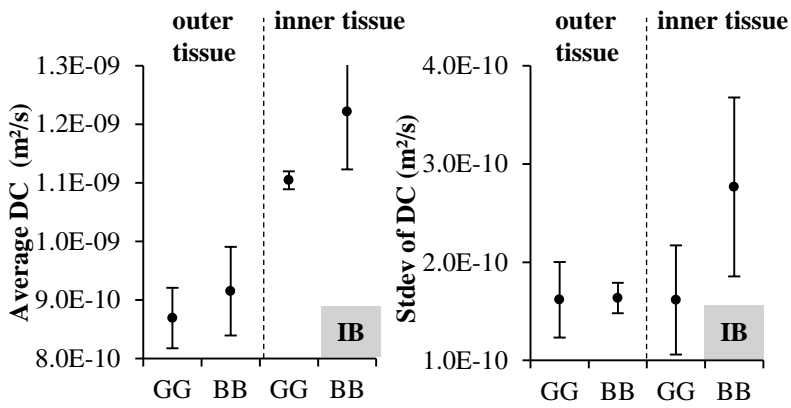 outer
tissue
inner tissue
Average DC (m²/s)
1.3E-09
1.2E-09
1.1E-09
1.0E-09
9.0E-10
8.0E-10
IB
GG BB GG BB
outer
tissue
inner tissue
Stdev of DC (m²/s)
4.0E-10
3.0E-10
2.0E-10
1.0E-10
IB
GG BB GG BB